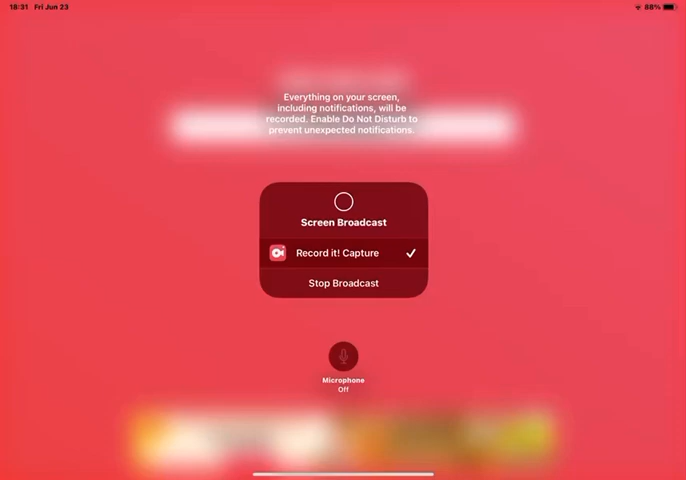 18:31 Fri Jun 23 88%
Everything on your screen,
including notifications, will be
recorded. Enable Do Not Disturb to
prevent unexpected notifications.
Screen Broadcast
Record it! Capture
Stop Broadcast
Microphone
Off